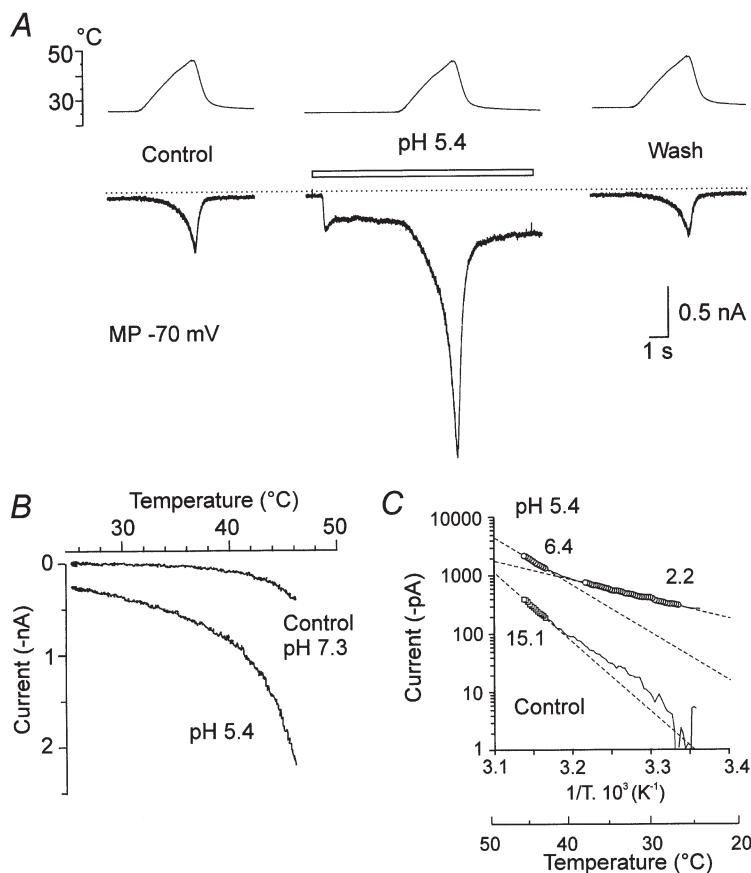 A
°C
50
30
Control
pH 5.4
Wash
MP -70 mV
0.5 nA
1 s
B
Temperature (°C)
30 40 50
0
1
2
Current (-nA)
Control
pH 7.3
pH 5.4
C
pH 5.4
10000
1000
100
10
1
Current (-pA)
6.4
2.2
15.1
Control
3.1 3.2 3.3 3.4
1/T. 10³ (K⁻¹)
50 40 30 20
Temperature (°C)